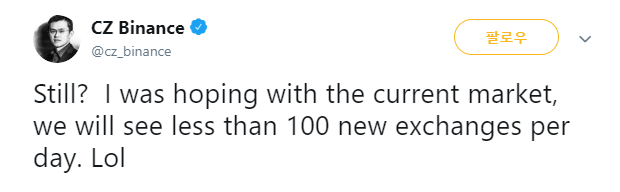 CZ Binance
@cz_binance
팔로우
Still?  I was hoping with the current market,
we will see less than 100 new exchanges per
day. Lol